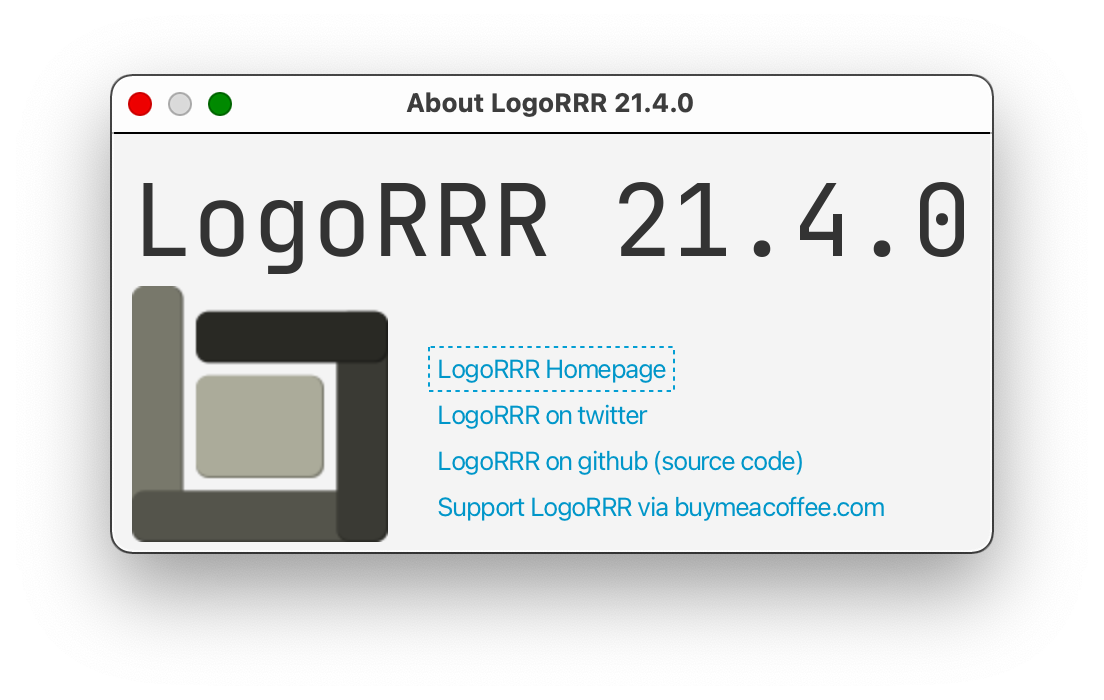 About LogoRRR 21.4.0
LogoRRR 21.4.0
LogoRRR Homepage
LogoRRR on twitter
LogoRRR on github (source code)
Support LogoRRR via buymeacoffee.com